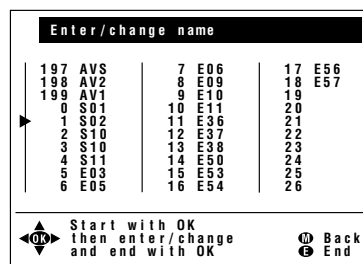 Enter/change name
197 AVS 7 E06 17 E56
198 AV2 8 E09 18 E57
199 AV1 9 E10 19
0 S01 10 E11 20
1 S02 11 E36 21
2 S10 12 E37 22
3 S10 13 E38 23
4 S11 14 E50 24
5 E03 15 E53 25
6 E05 16 E54 26
Start with OK
OK then enter/change M Back
and end with OK E End